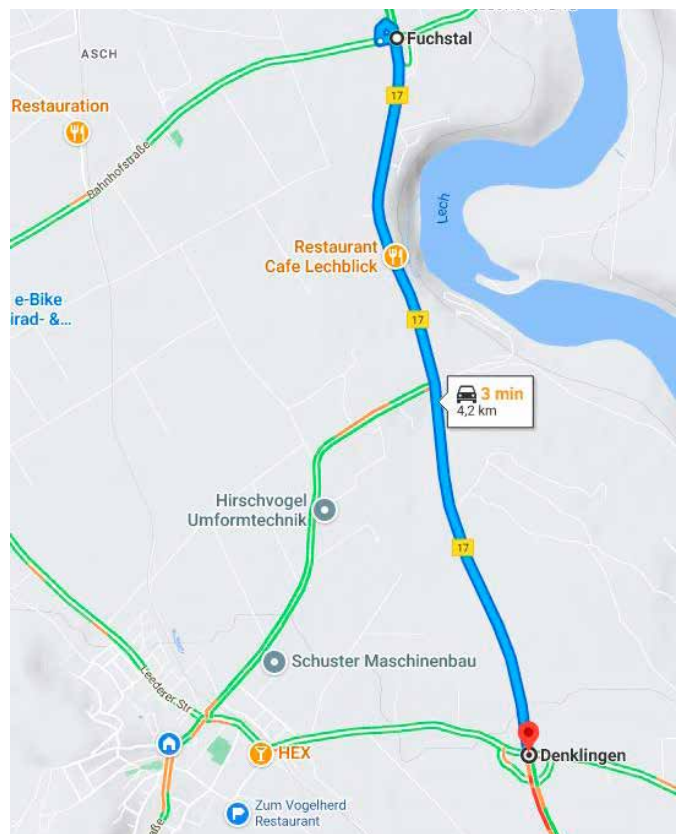 Fuchstal
ASCH
17
Restauration
Bahnhofstraße
Lech
Restaurant
Cafe Lechblick
e-Bike
irad- &...
17
3 min
4,2 km
Hirschvogel
Umformtechnik
17
Schuster Maschinenbau
Leederer Str
HEX
Denklingen
Zum Vogelherd
Restaurant